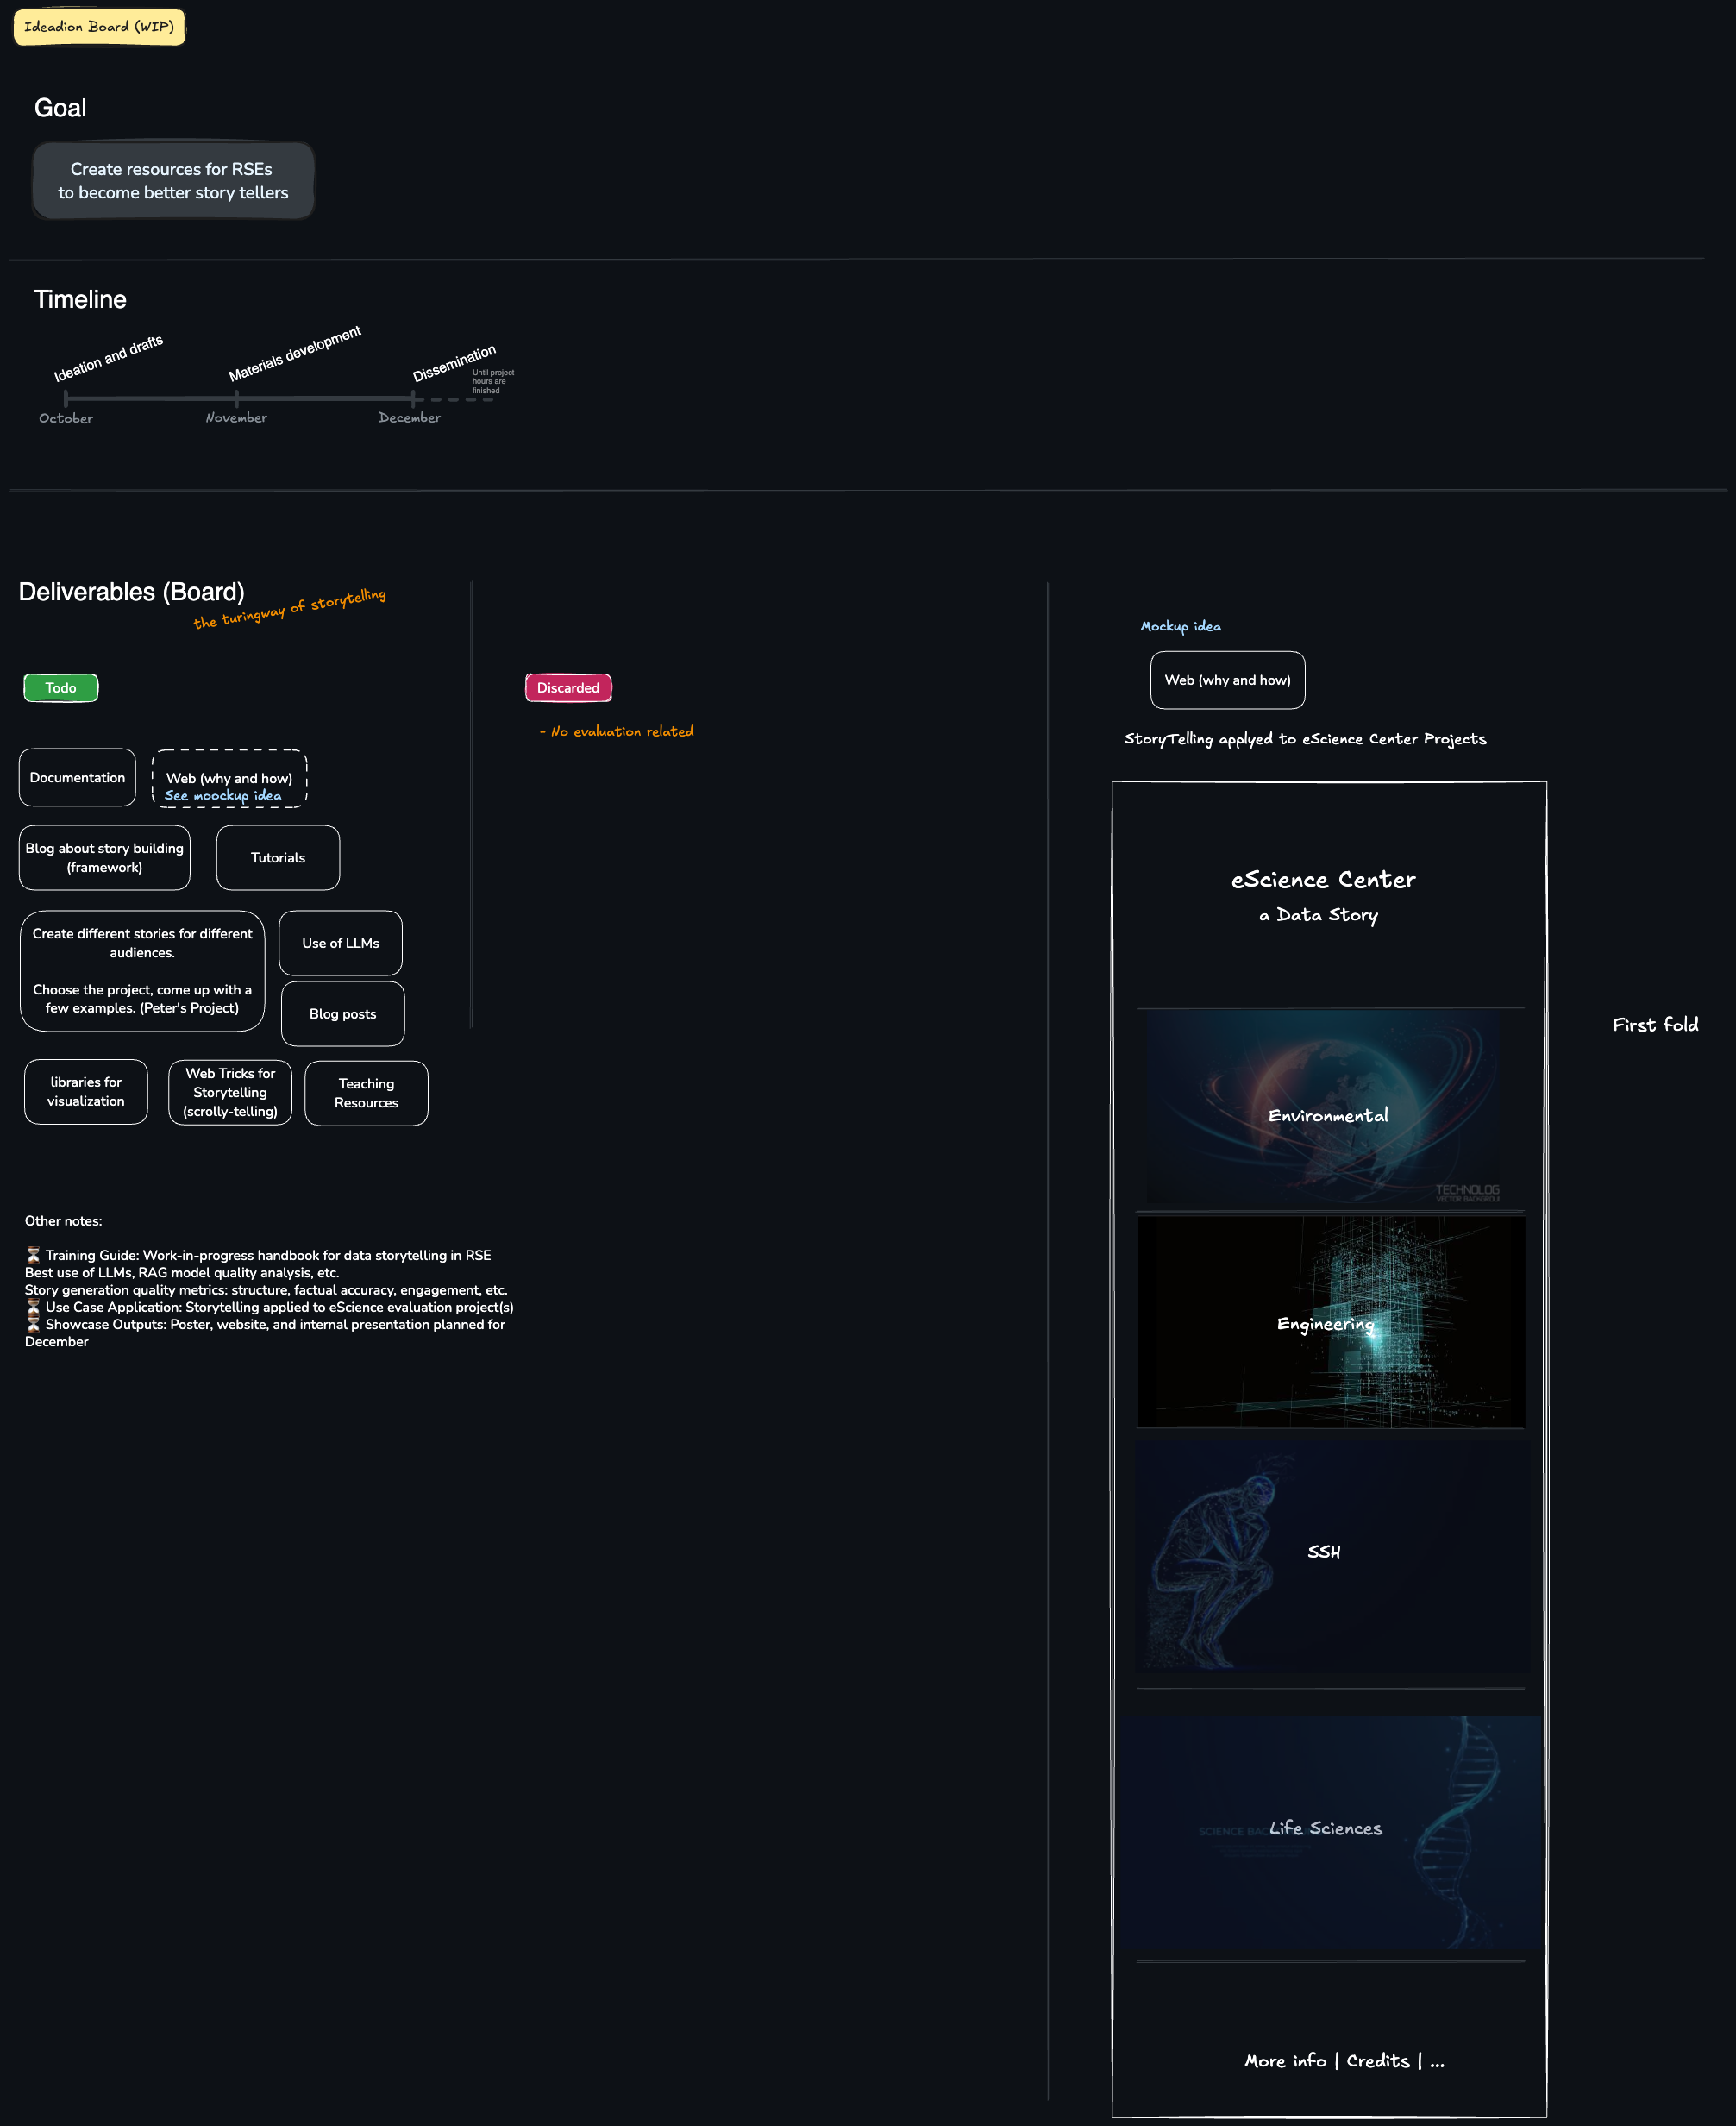 Ideadion Board (WIP)
Goal
Create resources for RSEs
to become better story tellers
Timeline
Ideation and drafts
Materials development
Dissemination
Until project
hours are
finished
October
November
December
Deliverables (Board)
the turingway of storytelling
Todo
Documentation
Web (why and how)
See moockup idea
Blog about story building
(framework)
Tutorials
Create different stories for different
audiences.
Choose the project, come up with a
few examples. (Peter's Project)
Use of LLMs
Blog posts
libraries for
visualization
Web Tricks for
Storytelling
(scrolly-telling)
Teaching
Resources
Other notes:
⏳ Training Guide: Work-in-progress handbook for data storytelling in RSE
Best use of LLMs, RAG model quality analysis, etc.
Story generation quality metrics: structure, factual accuracy, engagement, etc.
⏳ Use Case Application: Storytelling applied to eScience evaluation project(s)
⏳ Showcase Outputs: Poster, website, and internal presentation planned for
December
Discarded
- No evaluation related
Mockup idea
Web (why and how)
StoryTelling applyed to eScience Center Projects
eScience Center
a Data Story
First fold
Environmental
TECHNOLOG
VECTOR BACKGROU
Engineering
SSH
SCIENCE BAC
Life Sciences
More info | Credits | ...